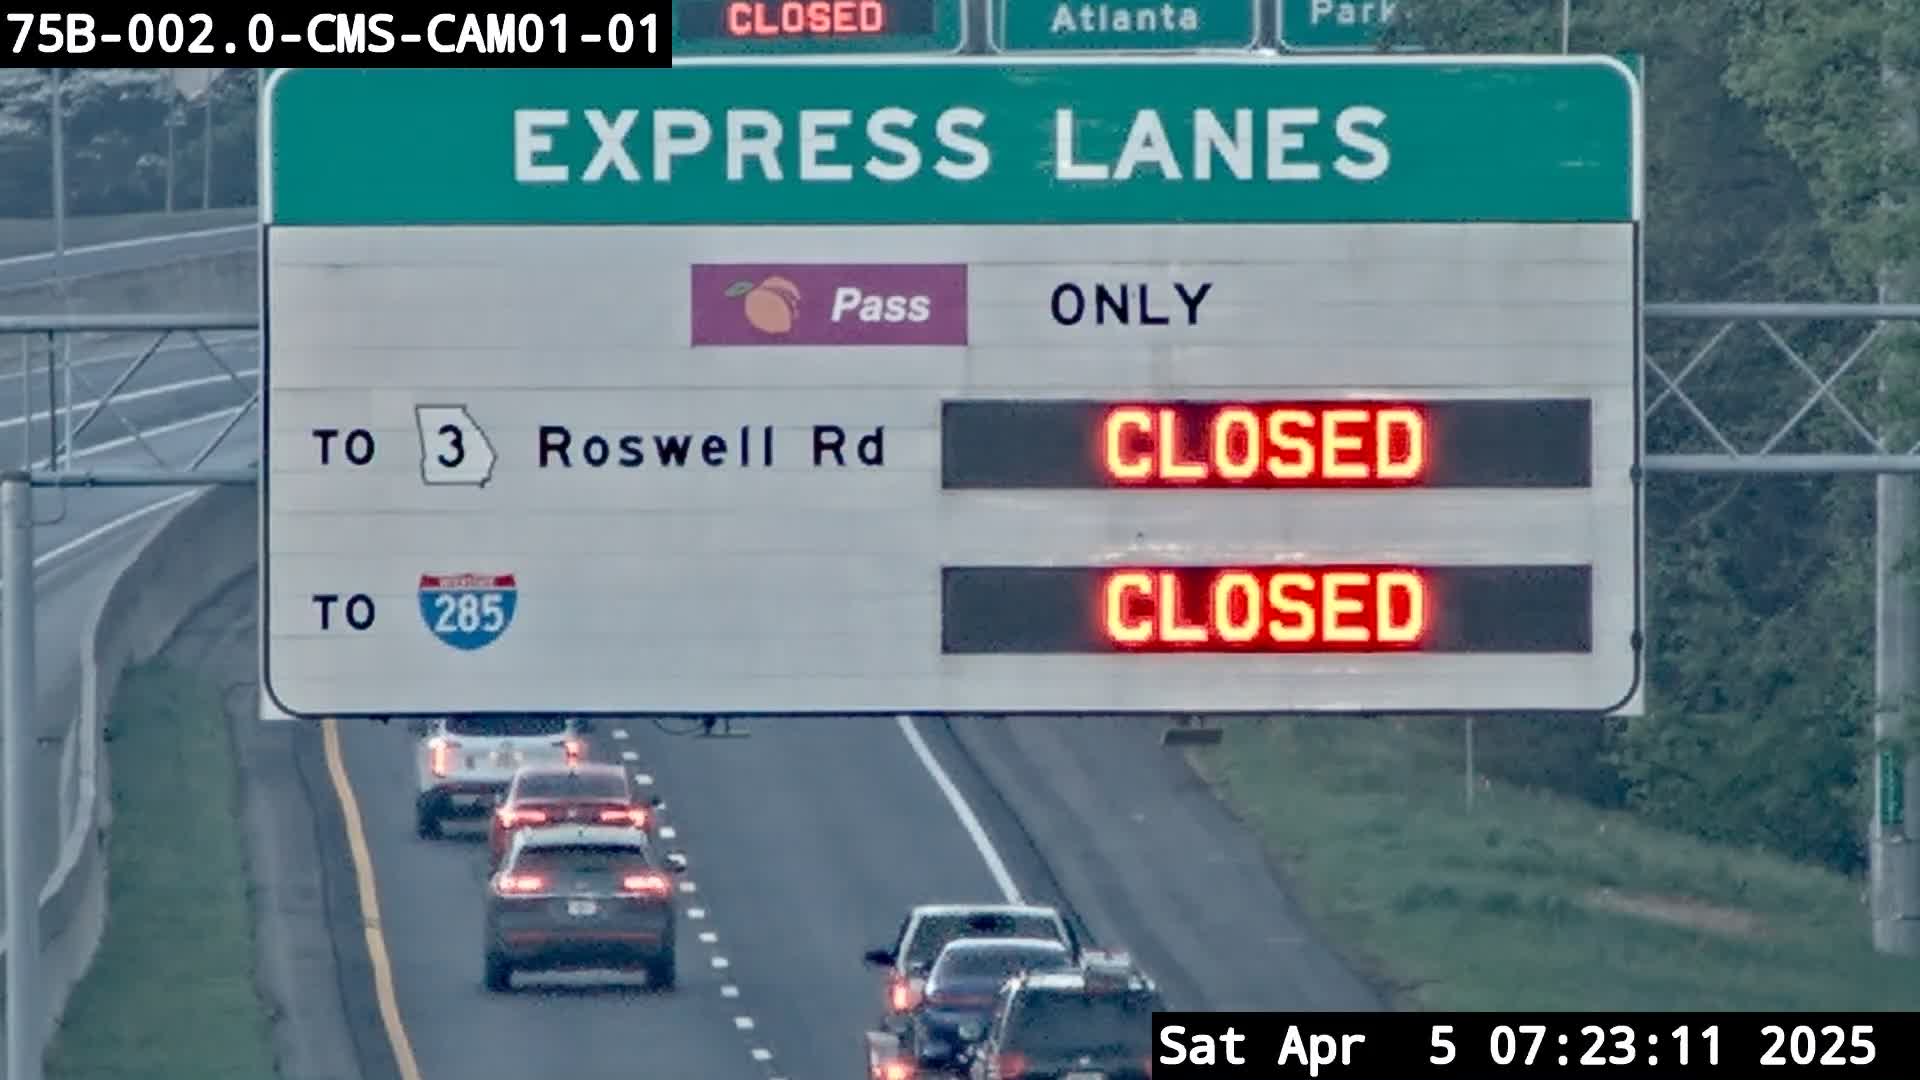 75B-002.0-CMS-CAM01-01
CLOSED
Atlanta
Park
EXPRESS LANES
Pass ONLY
TO 3 Roswell Rd CLOSED
INTERSTATE
TO 285 CLOSED
Sat Apr 5 07:23:11 2025